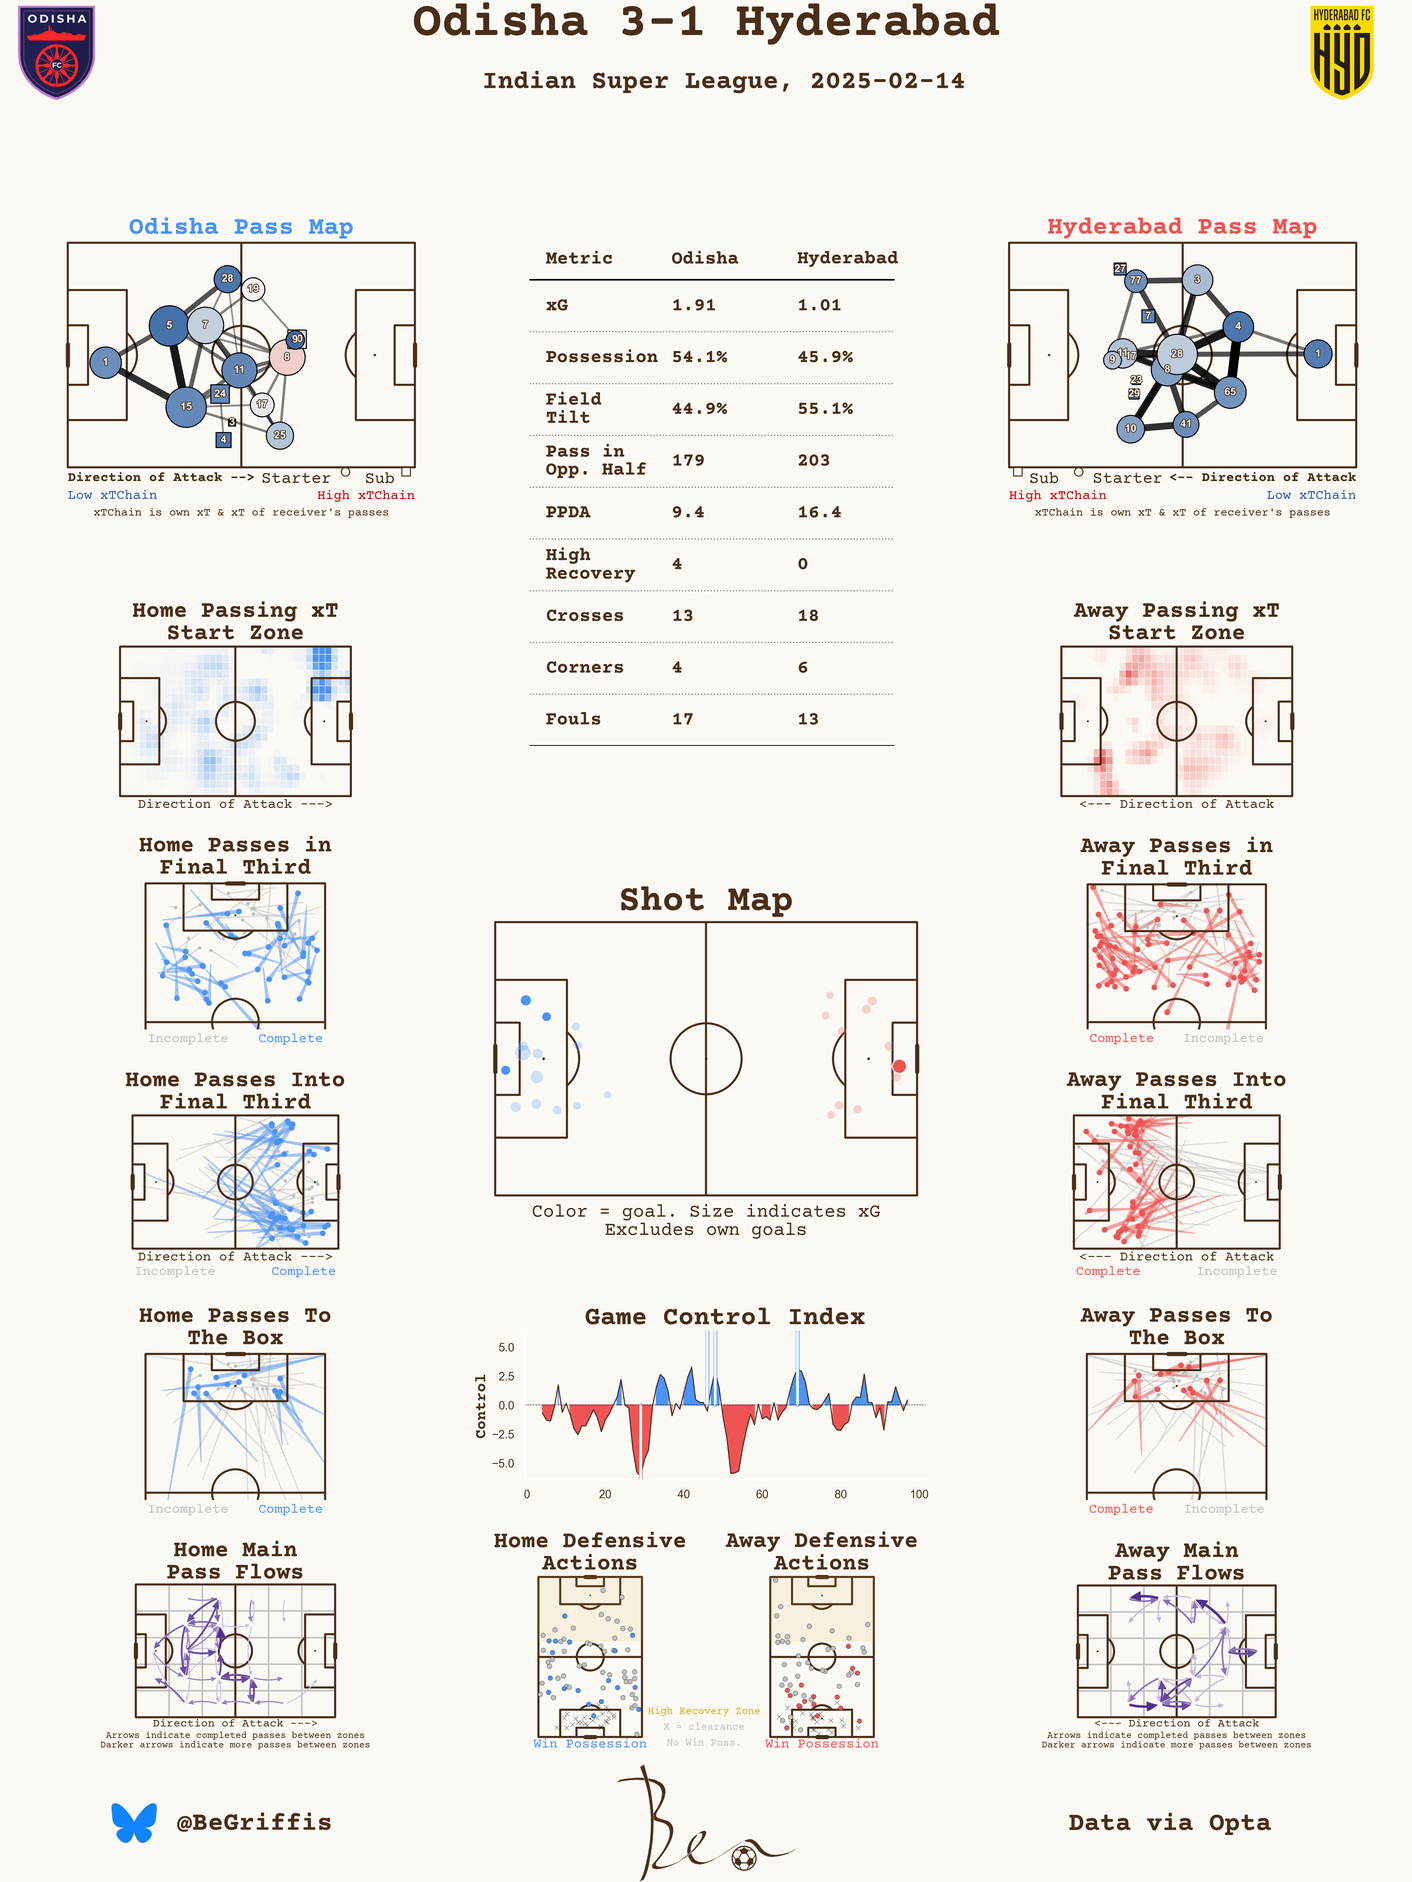 Odisha 3-1 Hyderabad
Indian Super League, 2025-02-14
ODISHA
FC
HYDERABAD FC
HYD
Odisha Pass Map
28
19
5
7
90
8
1
11
24
15
17
3
4
25
Direction of Attack --> Starter Sub
Low xTChain High xTChain
xTChain is own xT & xT of receiver's passes
Metric Odisha Hyderabad
xG 1.91 1.01
Possession 54.1% 45.9%
Field
Tilt 44.9% 55.1%
Pass in
Opp. Half 179 203
PPDA 9.4 16.4
High
Recovery 4 0
Crosses 13 18
Corners 4 6
Fouls 17 13
Hyderabad Pass Map
27
77
3
7
4
9
11
17
28
1
8
23
29
65
10
41
Sub Starter <-- Direction of Attack
High xTChain Low xTChain
xTChain is own xT & xT of receiver's passes
Home Passing xT
Start Zone
Direction of Attack --->
Away Passing xT
Start Zone
<--- Direction of Attack
Home Passes in
Final Third
Incomplete Complete
Away Passes in
Final Third
Complete Incomplete
Shot Map
Color = goal. Size indicates xG
Excludes own goals
Home Passes Into
Final Third
Direction of Attack --->
Incomplete Complete
Away Passes Into
Final Third
<--- Direction of Attack
Complete Incomplete
Home Passes To
The Box
Incomplete Complete
Game Control Index
Control
5.0
2.5
0.0
−2.5
−5.0
0 20 40 60 80 100
Away Passes To
The Box
Complete Incomplete
Home Main
Pass Flows
Direction of Attack --->
Arrows indicate completed passes between zones
Darker arrows indicate more passes between zones
Home Defensive
Actions
Win Possession
Away Defensive
Actions
Win Possession
High Recovery Zone
X = clearance
No Win Poss.
Away Main
Pass Flows
<--- Direction of Attack
Arrows indicate completed passes between zones
Darker arrows indicate more passes between zones
@BeGriffis
Ben
Data via Opta